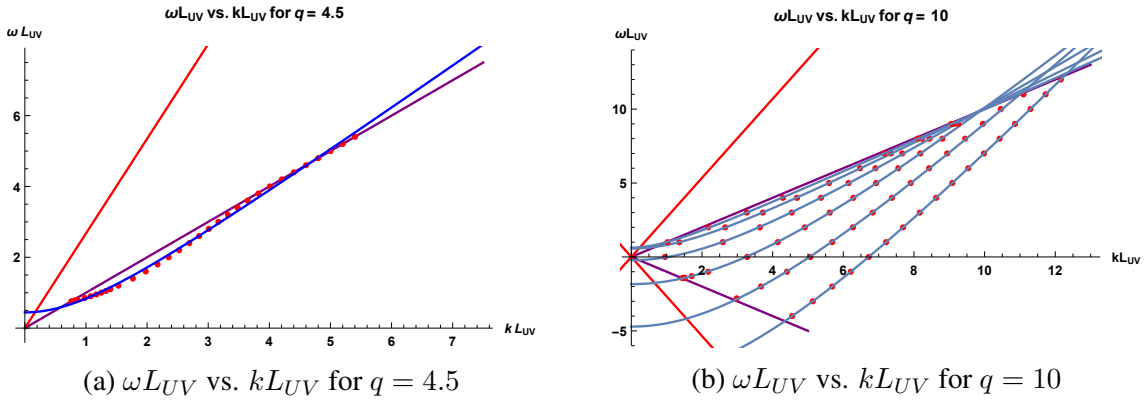 ωL_UV vs. kL_UV for q = 4.5
ω L_UV
6
4
2
1 2 3 4 5 6 7
k L_UV
(a) ωL_UV vs. kL_UV for q = 4.5
ωL_UV vs. kL_UV for q = 10
ωL_UV
10
5
2 4 6 8 10 12
kL_UV
-5
(b) ωL_UV vs. kL_UV for q = 10